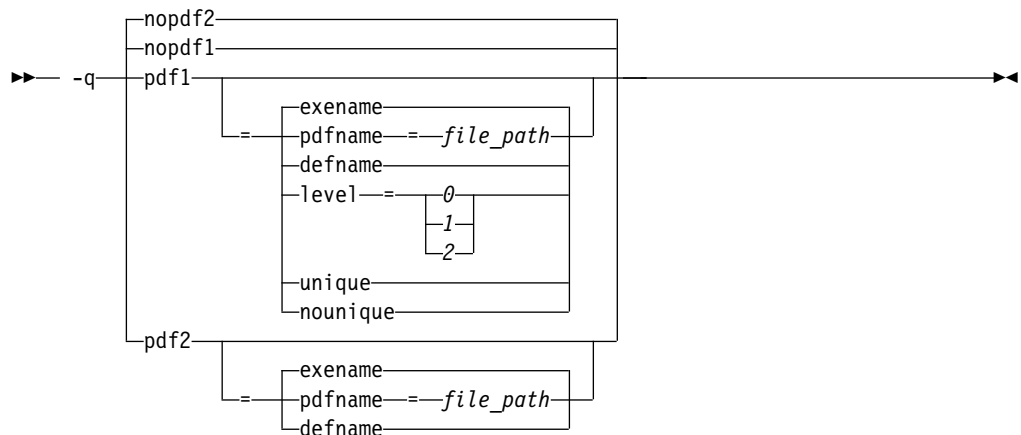 nopdf2
nopdf1
-q pdf1
exename
= pdfname = file_path
defname
level = 0
1
2
unique
nounique
pdf2
exename
= pdfname = file_path
defname